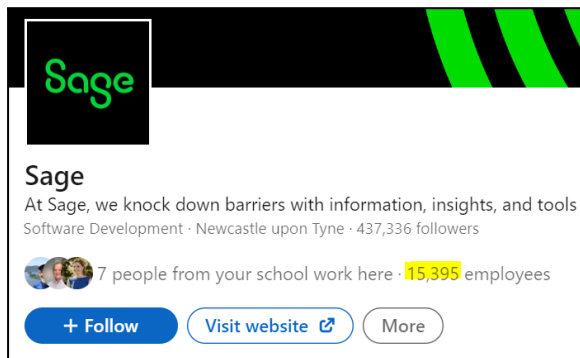 Sage
Sage
At Sage, we knock down barriers with information, insights, and tools
Software Development · Newcastle upon Tyne · 437,336 followers
7 people from your school work here · 15,395 employees
+ Follow
Visit website
More